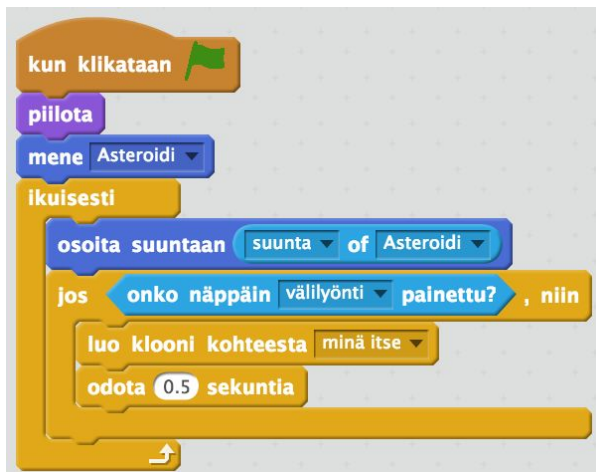 kun klikataan
piilota
mene Asteroidi
ikuisesti
osoita suuntaan suunta of Asteroidi
jos onko näppäin välilyönti painettu? , niin
luo klooni kohteesta minä itse
odota 0.5 sekuntia